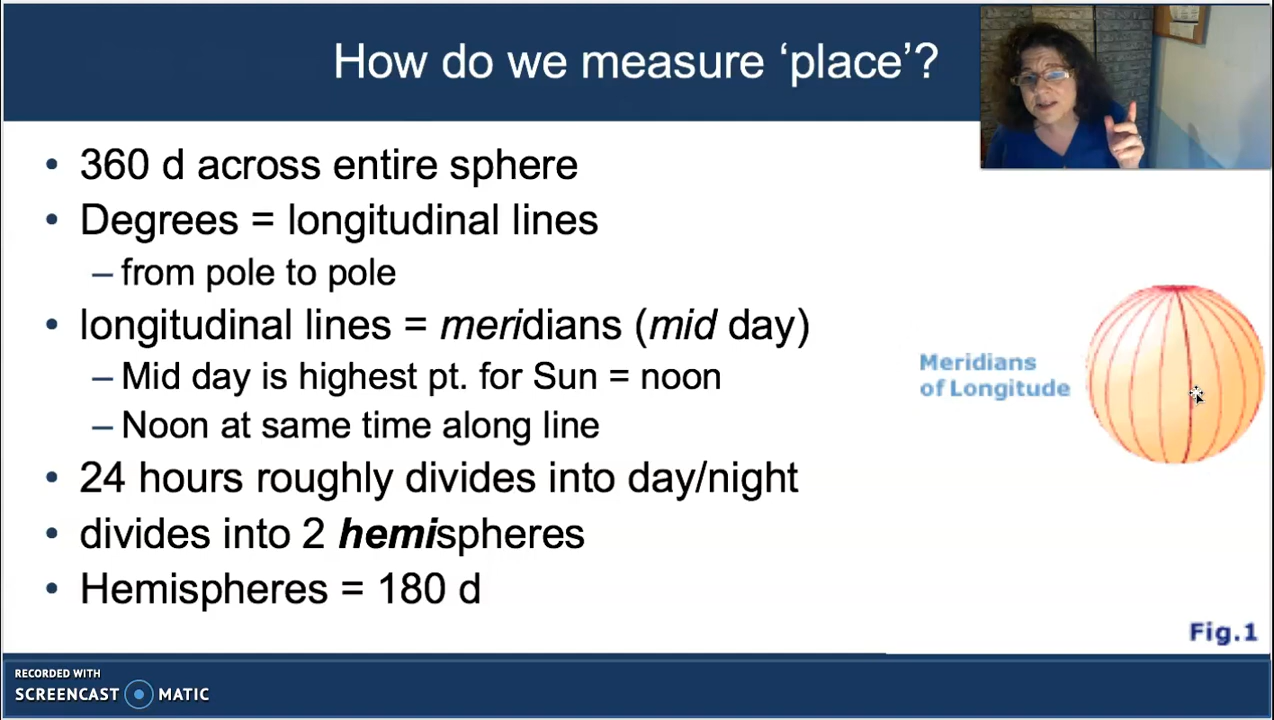 How do we measure ‘place’?
• 360 d across entire sphere
• Degrees = longitudinal lines
– from pole to pole
• longitudinal lines = meridians (mid day)
– Mid day is highest pt. for Sun = noon
– Noon at same time along line
• 24 hours roughly divides into day/night
• divides into 2 hemispheres
• Hemispheres = 180 d
Meridians
of Longitude
Fig.1
RECORDED WITH
SCREENCAST MATIC